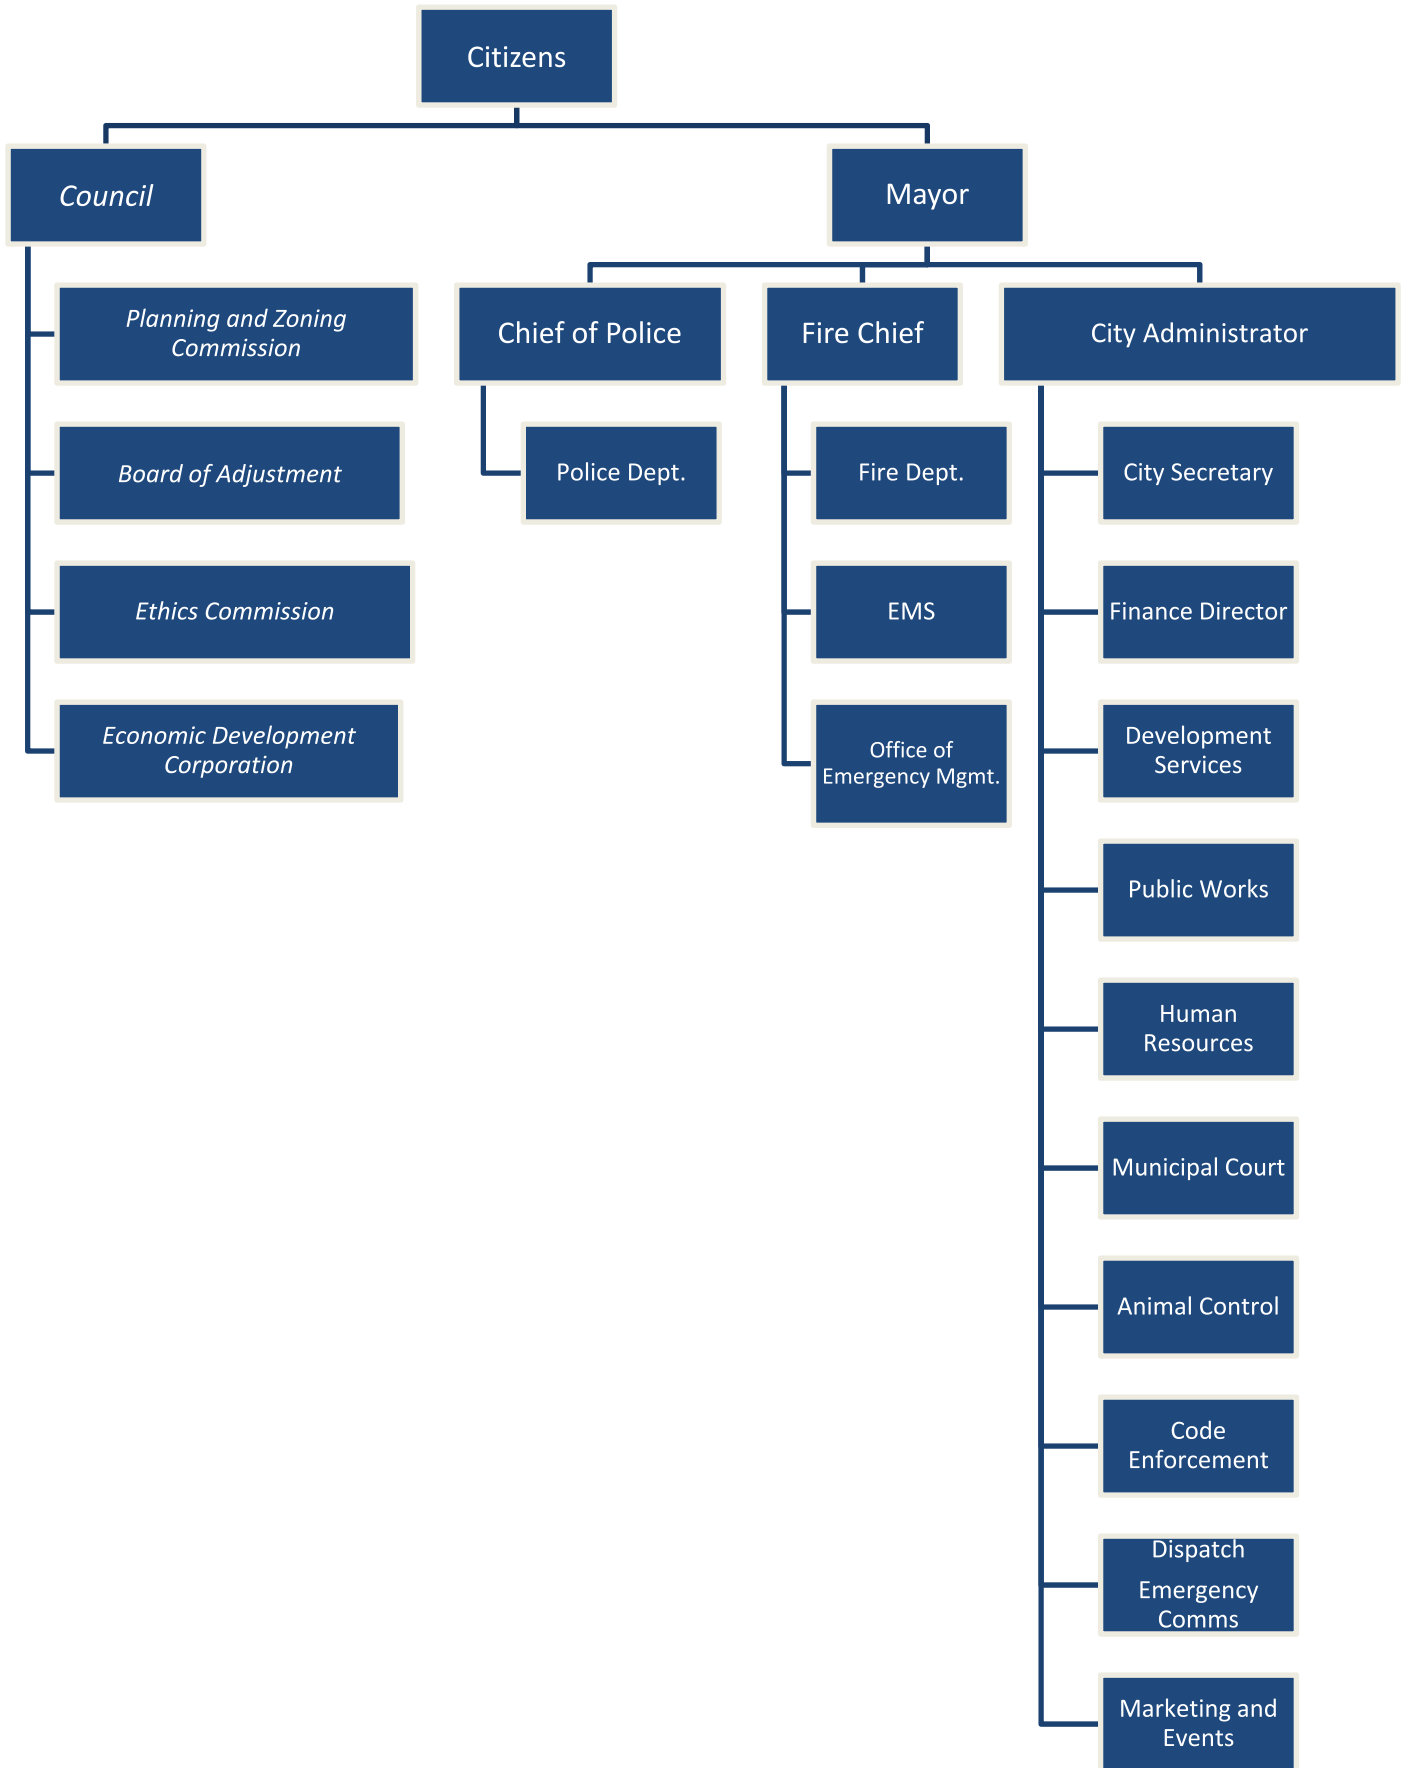 Citizens
Council
Mayor
Planning and Zoning
Commission
Board of Adjustment
Ethics Commission
Economic Development
Corporation
Chief of Police
Police Dept.
Fire Chief
Fire Dept.
EMS
Office of
Emergency Mgmt.
City Administrator
City Secretary
Finance Director
Development
Services
Public Works
Human
Resources
Municipal Court
Animal Control
Code
Enforcement
Dispatch
Emergency
Comms
Marketing and
Events